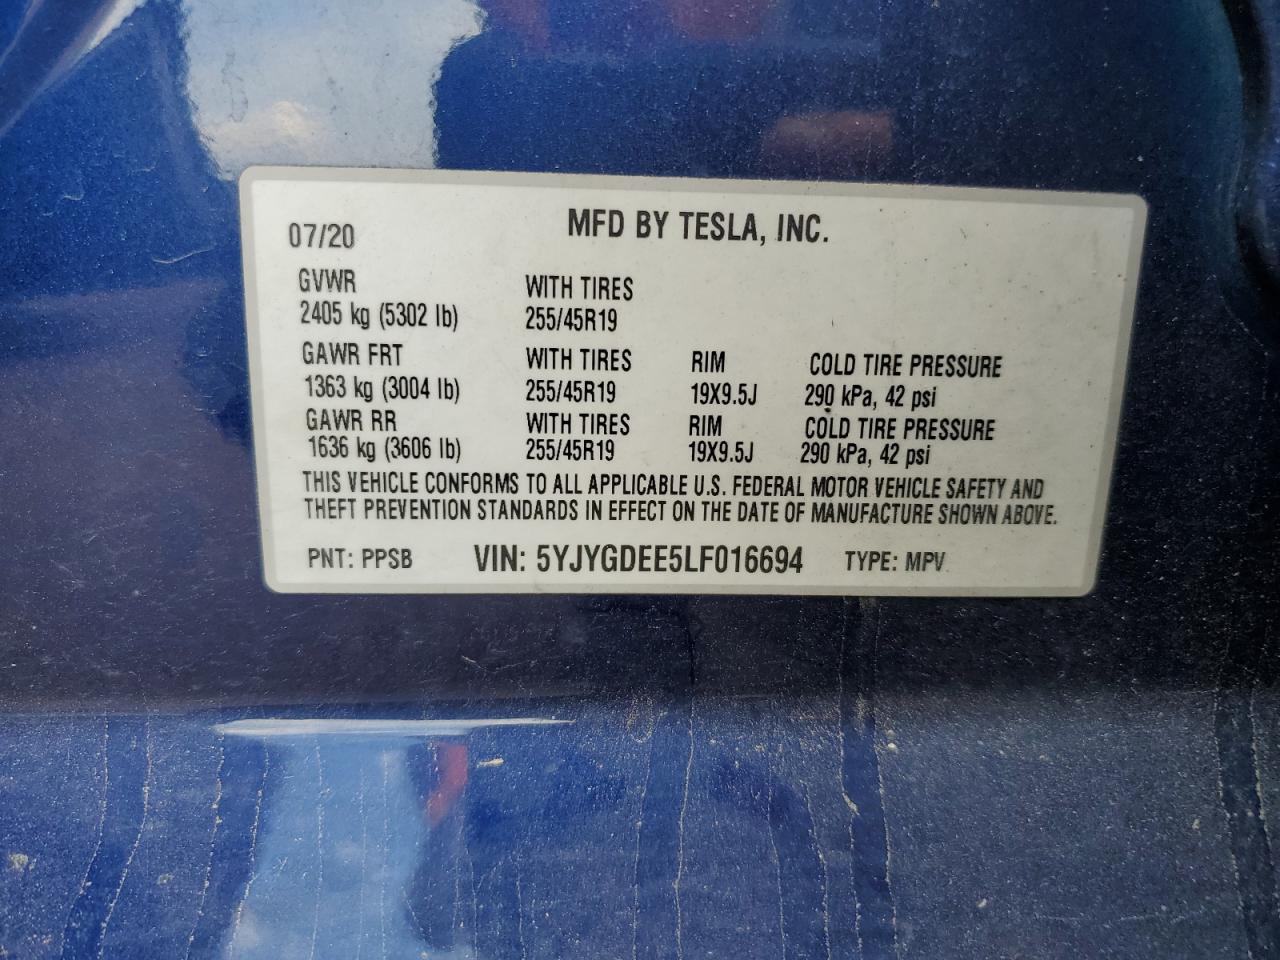 07/20 MFD BY TESLA, INC.
GVWR WITH TIRES
2405 kg (5302 lb) 255/45R19
GAWR FRT WITH TIRES RIM COLD TIRE PRESSURE
1363 kg (3004 lb) 255/45R19 19X9.5J 290 kPa, 42 psi
GAWR RR WITH TIRES RIM COLD TIRE PRESSURE
1636 kg (3606 lb) 255/45R19 19X9.5J 290 kPa, 42 psi
THIS VEHICLE CONFORMS TO ALL APPLICABLE U.S. FEDERAL MOTOR VEHICLE SAFETY AND
THEFT PREVENTION STANDARDS IN EFFECT ON THE DATE OF MANUFACTURE SHOWN ABOVE.
PNT: PPSB VIN: 5YJYGDEE5LF016694 TYPE: MPV